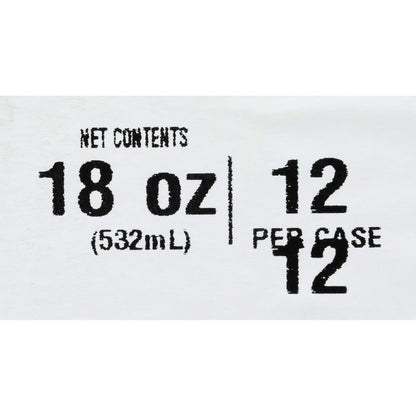 NET CONTENTS
18 oz
(532mL)
12
PER CASE
12